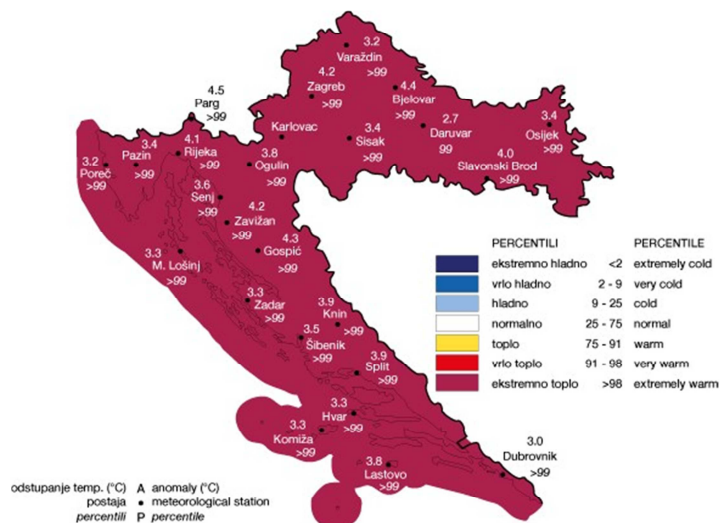 3.2
Varaždin
>99
4.2
Zagreb
>99
4.4
Bjelovar
>99
4.5
Parg
>99
Karlovac
3.4
Sisak
>99
2.7
Daruvar
99
3.4
Osijek
>99
4.0
Slavonski Brod
>99
3.2
Poreč
>99
3.4
Pazin
>99
4.1
Rijeka
>99
3.8
Ogulin
>99
3.6
Senj
>99
4.2
Zavižan
>99
4.3
Gospić
>99
3.3
M. Lošinj
>99
3.3
Zadar
>99
3.9
Knin
>99
3.5
Šibenik
>99
3.9
Split
>99
3.3
Hvar
>99
3.3
Komiža
>99
3.8
Lastovo
>99
3.0
Dubrovnik
>99
PERCENTILI PERCENTILE
ekstremno hladno <2 extremely cold
vrlo hladno 2 - 9 very cold
hladno 9 - 25 cold
normalno 25 - 75 normal
toplo 75 - 91 warm
vrlo toplo 91 - 98 very warm
ekstremno toplo >98 extremely warm
odstupanje temp. (°C) A anomaly (°C)
postaja • meteorological station
percentili P percentile